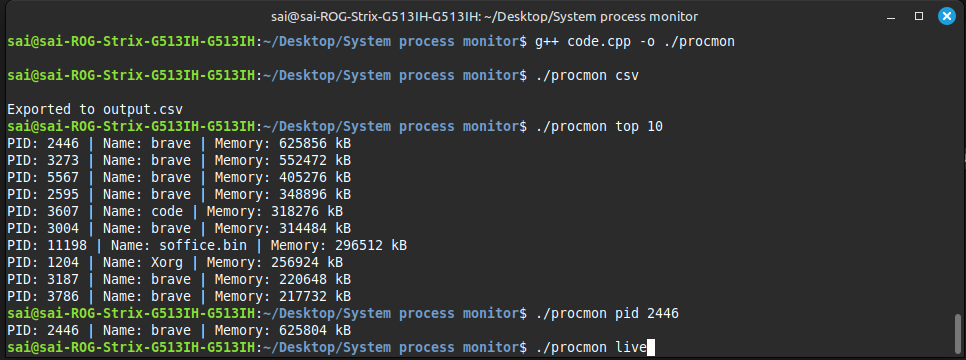 sai@sai-ROG-Strix-G513IH-G513IH: ~/Desktop/System process monitor
sai@sai-ROG-Strix-G513IH-G513IH:~/Desktop/System process monitor$ g++ code.cpp -o ./procmon
sai@sai-ROG-Strix-G513IH-G513IH:~/Desktop/System process monitor$ ./procmon csv
Exported to output.csv
sai@sai-ROG-Strix-G513IH-G513IH:~/Desktop/System process monitor$ ./procmon top 10
PID: 2446 | Name: brave | Memory: 625856 kB
PID: 3273 | Name: brave | Memory: 552472 kB
PID: 5567 | Name: brave | Memory: 405276 kB
PID: 2595 | Name: brave | Memory: 348896 kB
PID: 3607 | Name: code | Memory: 318276 kB
PID: 3004 | Name: brave | Memory: 314484 kB
PID: 11198 | Name: soffice.bin | Memory: 296512 kB
PID: 1204 | Name: Xorg | Memory: 256924 kB
PID: 3187 | Name: brave | Memory: 220648 kB
PID: 3786 | Name: brave | Memory: 217732 kB
sai@sai-ROG-Strix-G513IH-G513IH:~/Desktop/System process monitor$ ./procmon pid 2446
PID: 2446 | Name: brave | Memory: 625804 kB
sai@sai-ROG-Strix-G513IH-G513IH:~/Desktop/System process monitor$ ./procmon live